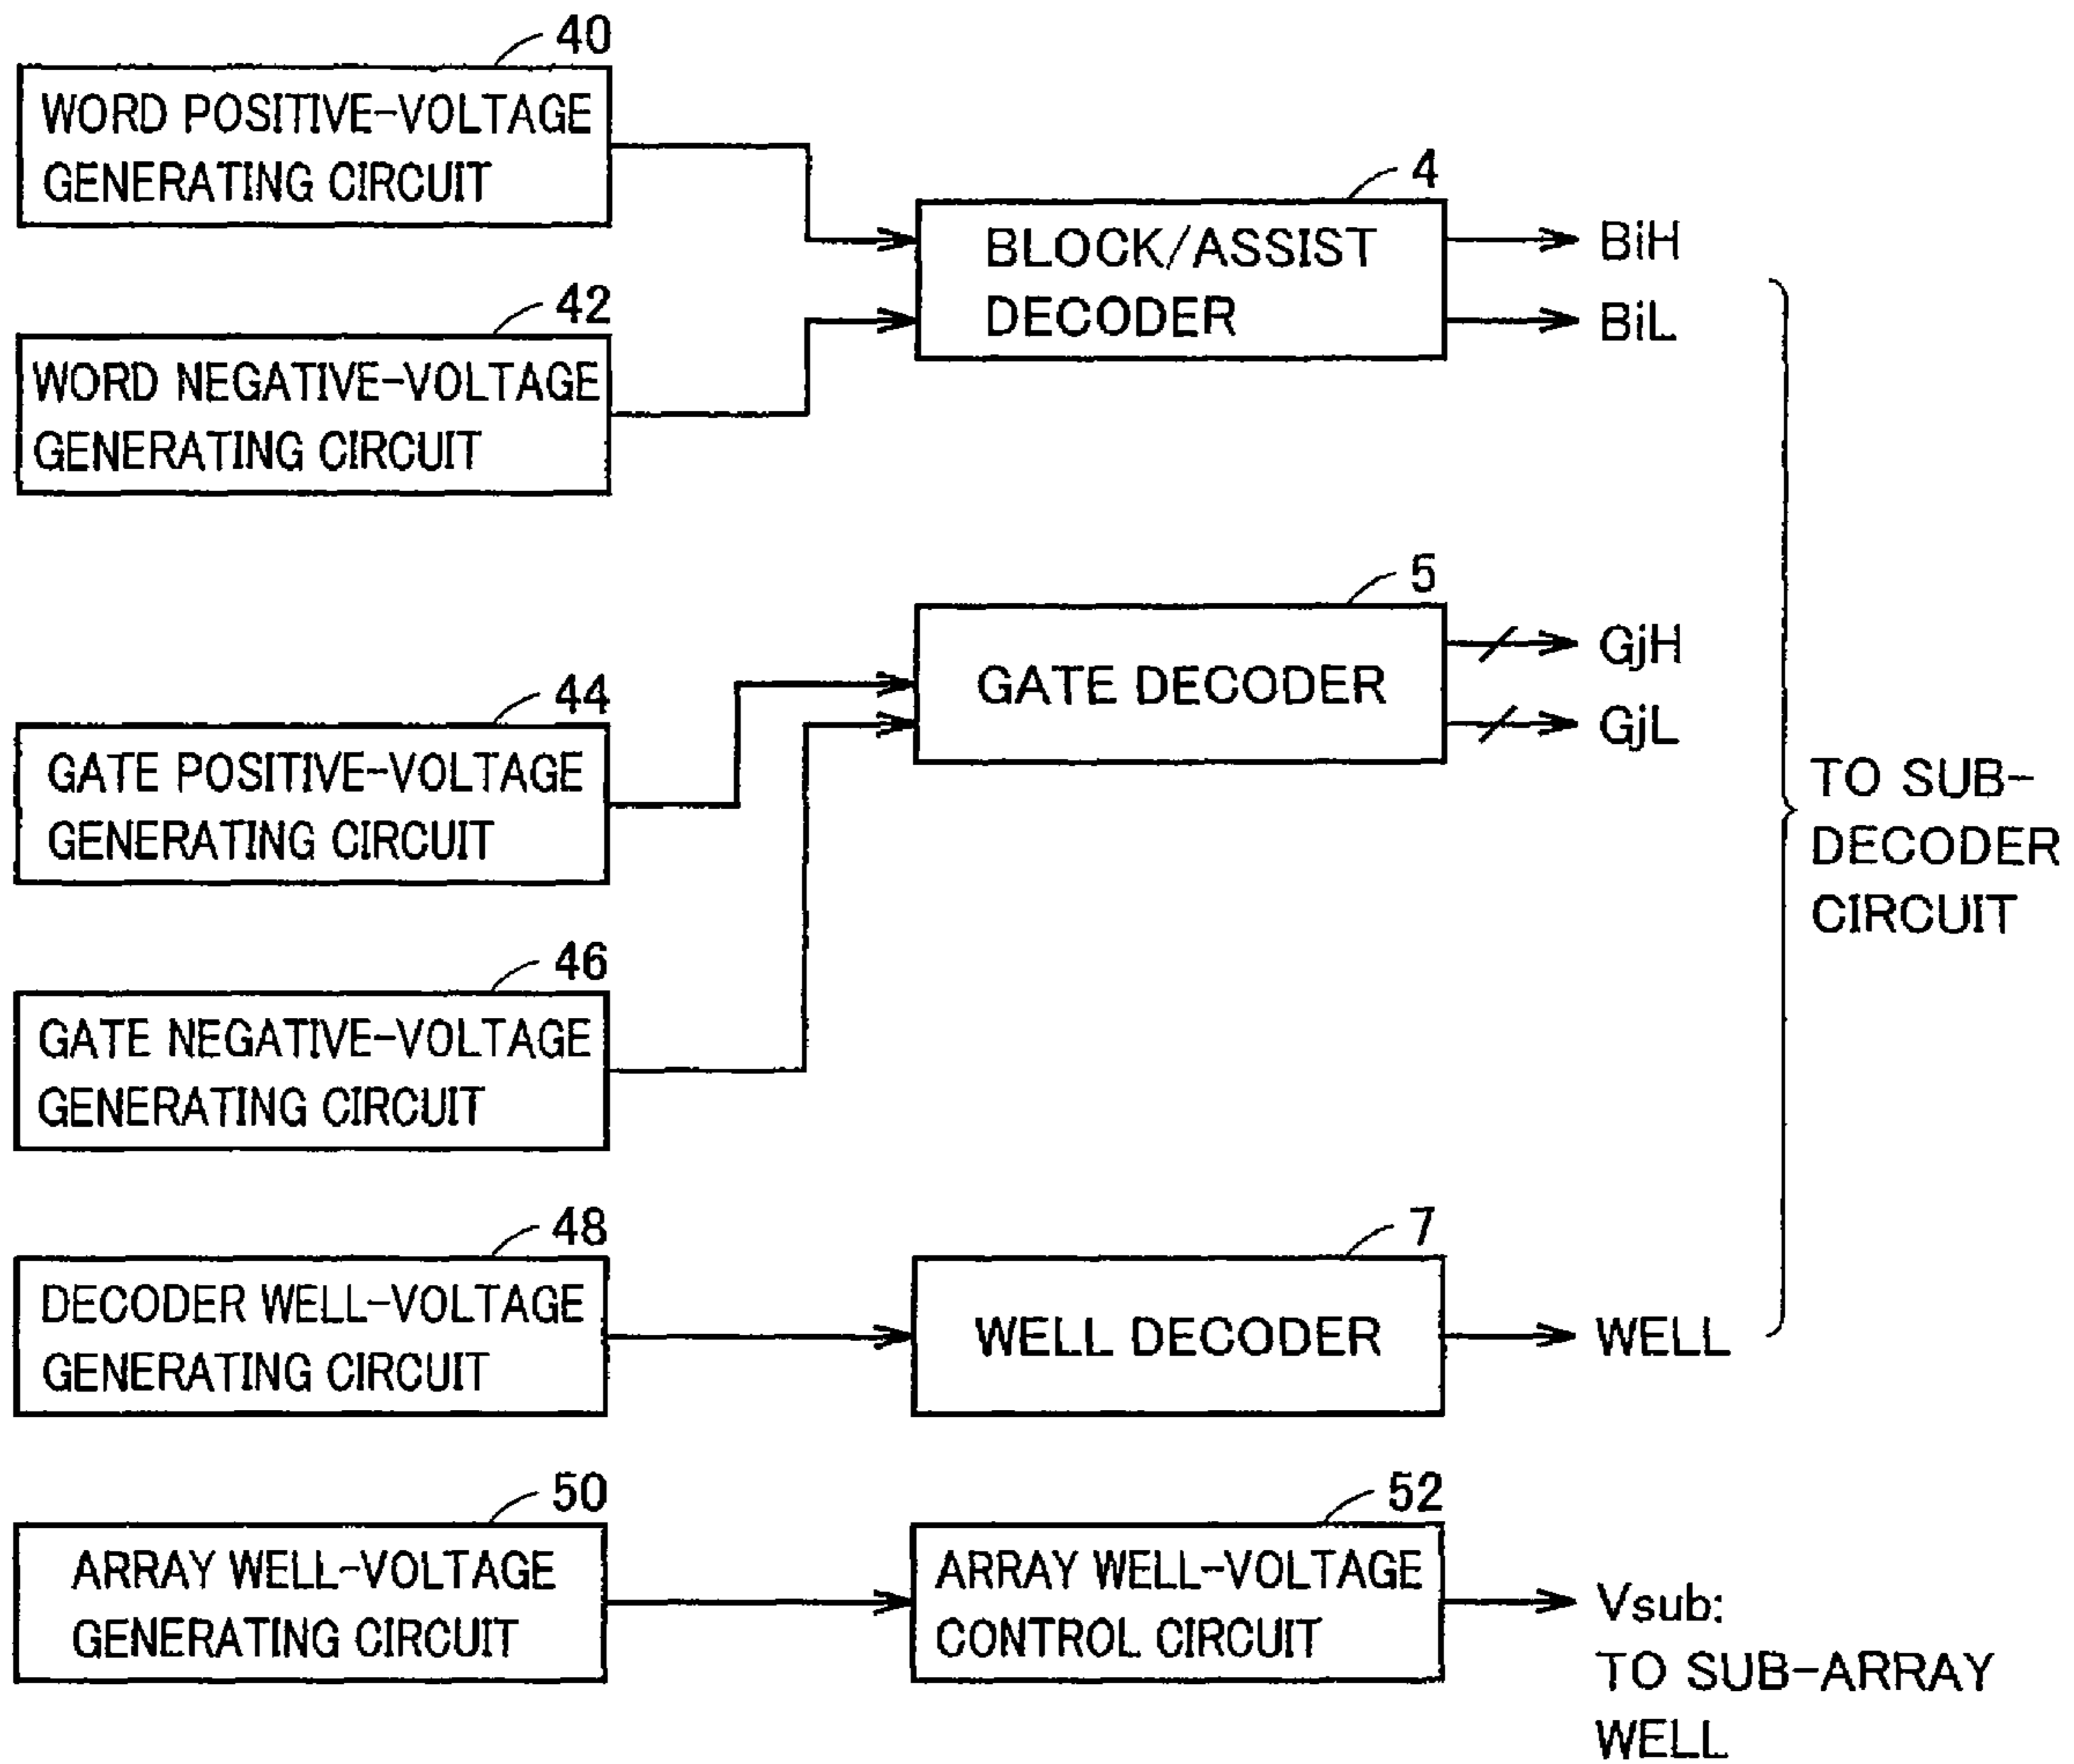 40
WORD POSITIVE-VOLTAGE
GENERATING CIRCUIT
4
BLOCK/ASSIST
DECODER
BiH
BiL
42
WORD NEGATIVE-VOLTAGE
GENERATING CIRCUIT
5
GATE DECODER
GjH
GjL
44
GATE POSITIVE-VOLTAGE
GENERATING CIRCUIT
TO SUB-
DECODER
CIRCUIT
46
GATE NEGATIVE-VOLTAGE
GENERATING CIRCUIT
48
DECODER WELL-VOLTAGE
GENERATING CIRCUIT
7
WELL DECODER
WELL
50
ARRAY WELL-VOLTAGE
GENERATING CIRCUIT
52
ARRAY WELL-VOLTAGE
CONTROL CIRCUIT
Vsub:
TO SUB-ARRAY
WELL